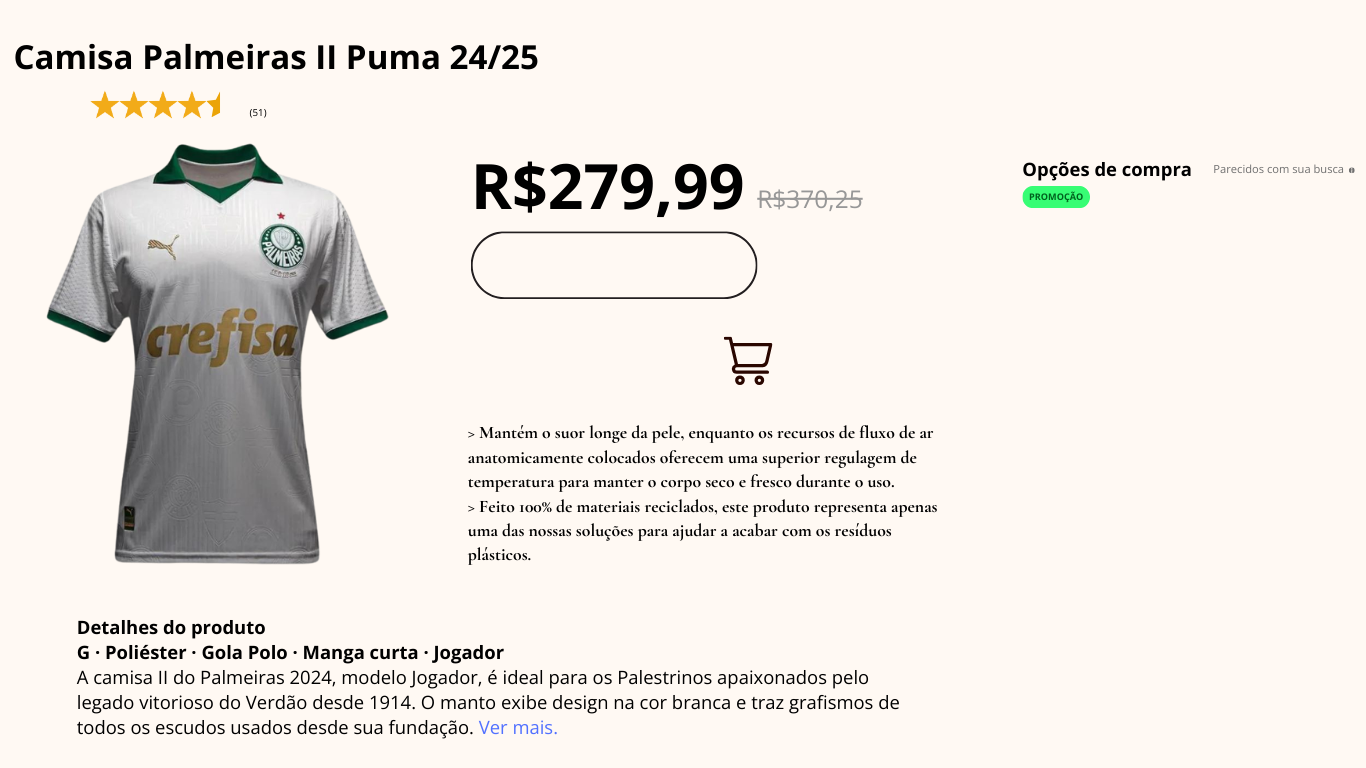 Camisa Palmeiras II Puma 24/25
(51)
PALMEIRAS
crefisa
R$279,99 R$370,25
Opções de compra
Parecidos com sua busca
PROMOÇÃO
> Mantém o suor longe da pele, enquanto os recursos de fluxo de ar
anatomicamente colocados oferecem uma superior regulagem de
temperatura para manter o corpo seco e fresco durante o uso.
> Feito 100% de materiais reciclados, este produto representa apenas
uma das nossas soluções para ajudar a acabar com os resíduos
plásticos.
Detalhes do produto
G · Poliéster · Gola Polo · Manga curta · Jogador
A camisa II do Palmeiras 2024, modelo Jogador, é ideal para os Palestrinos apaixonados pelo
legado vitorioso do Verdão desde 1914. O manto exibe design na cor branca e traz grafismos de
todos os escudos usados desde sua fundação. Ver mais.